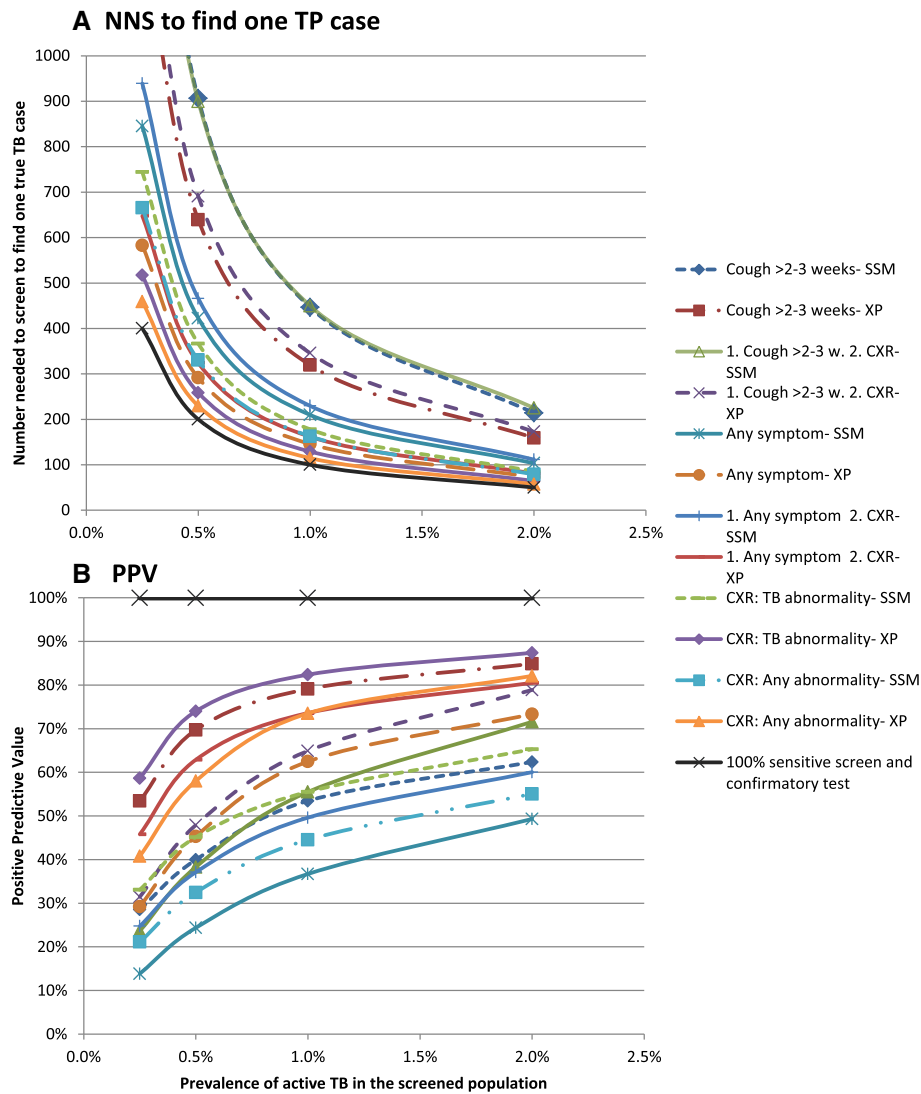 A NNS to find one TP case
Number needed to screen to find one true TB case
1000
900
800
700
600
500
400
300
200
100
0
0.0% 0.5% 1.0% 1.5% 2.0% 2.5%
B PPV
Positive Predictive Value
100%
90%
80%
70%
60%
50%
40%
30%
20%
10%
0%
0.0% 0.5% 1.0% 1.5% 2.0% 2.5%
Prevalence of active TB in the screened population
Cough >2-3 weeks- SSM
Cough >2-3 weeks- XP
1. Cough >2-3 w. 2. CXR-
SSM
1. Cough >2-3 w. 2. CXR-
XP
Any symptom- SSM
Any symptom- XP
1. Any symptom 2. CXR-
SSM
1. Any symptom 2. CXR-
XP
CXR: TB abnormality- SSM
CXR: TB abnormality- XP
CXR: Any abnormality- SSM
CXR: Any abnormality- XP
100% sensitive screen and
confirmatory test